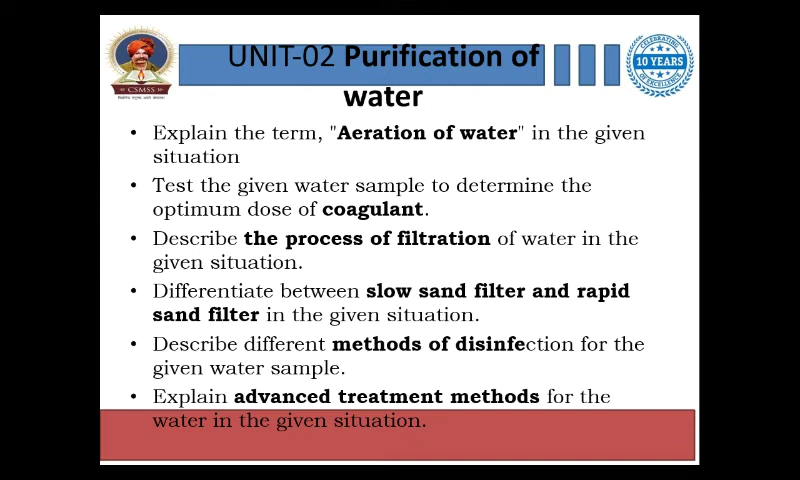 UNIT-02 Purification of
water
CSMSS
CELEBRATING
10 YEARS
OF EXCELLENCE
• Explain the term, "Aeration of water" in the given
situation
• Test the given water sample to determine the
optimum dose of coagulant.
• Describe the process of filtration of water in the
given situation.
• Differentiate between slow sand filter and rapid
sand filter in the given situation.
• Describe different methods of disinfection for the
given water sample.
• Explain advanced treatment methods for the
water in the given situation.